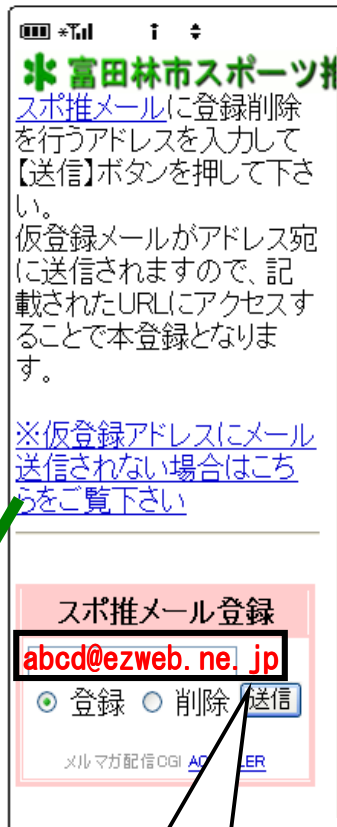 富田林市スポーツ推
スポ推メールに登録削除
を行うアドレスを入力して
【送信】ボタンを押して下さ
い。
仮登録メールがアドレス宛
に送信されますので、記
載されたURLにアクセスす
ることで本登録となりま
す。
※仮登録アドレスにメール
送信されない場合はこち
らをご覧下さい
スポ推メール登録
abcd@ezweb.ne.jp
登録 削除 送信
メルマガ配信CGI